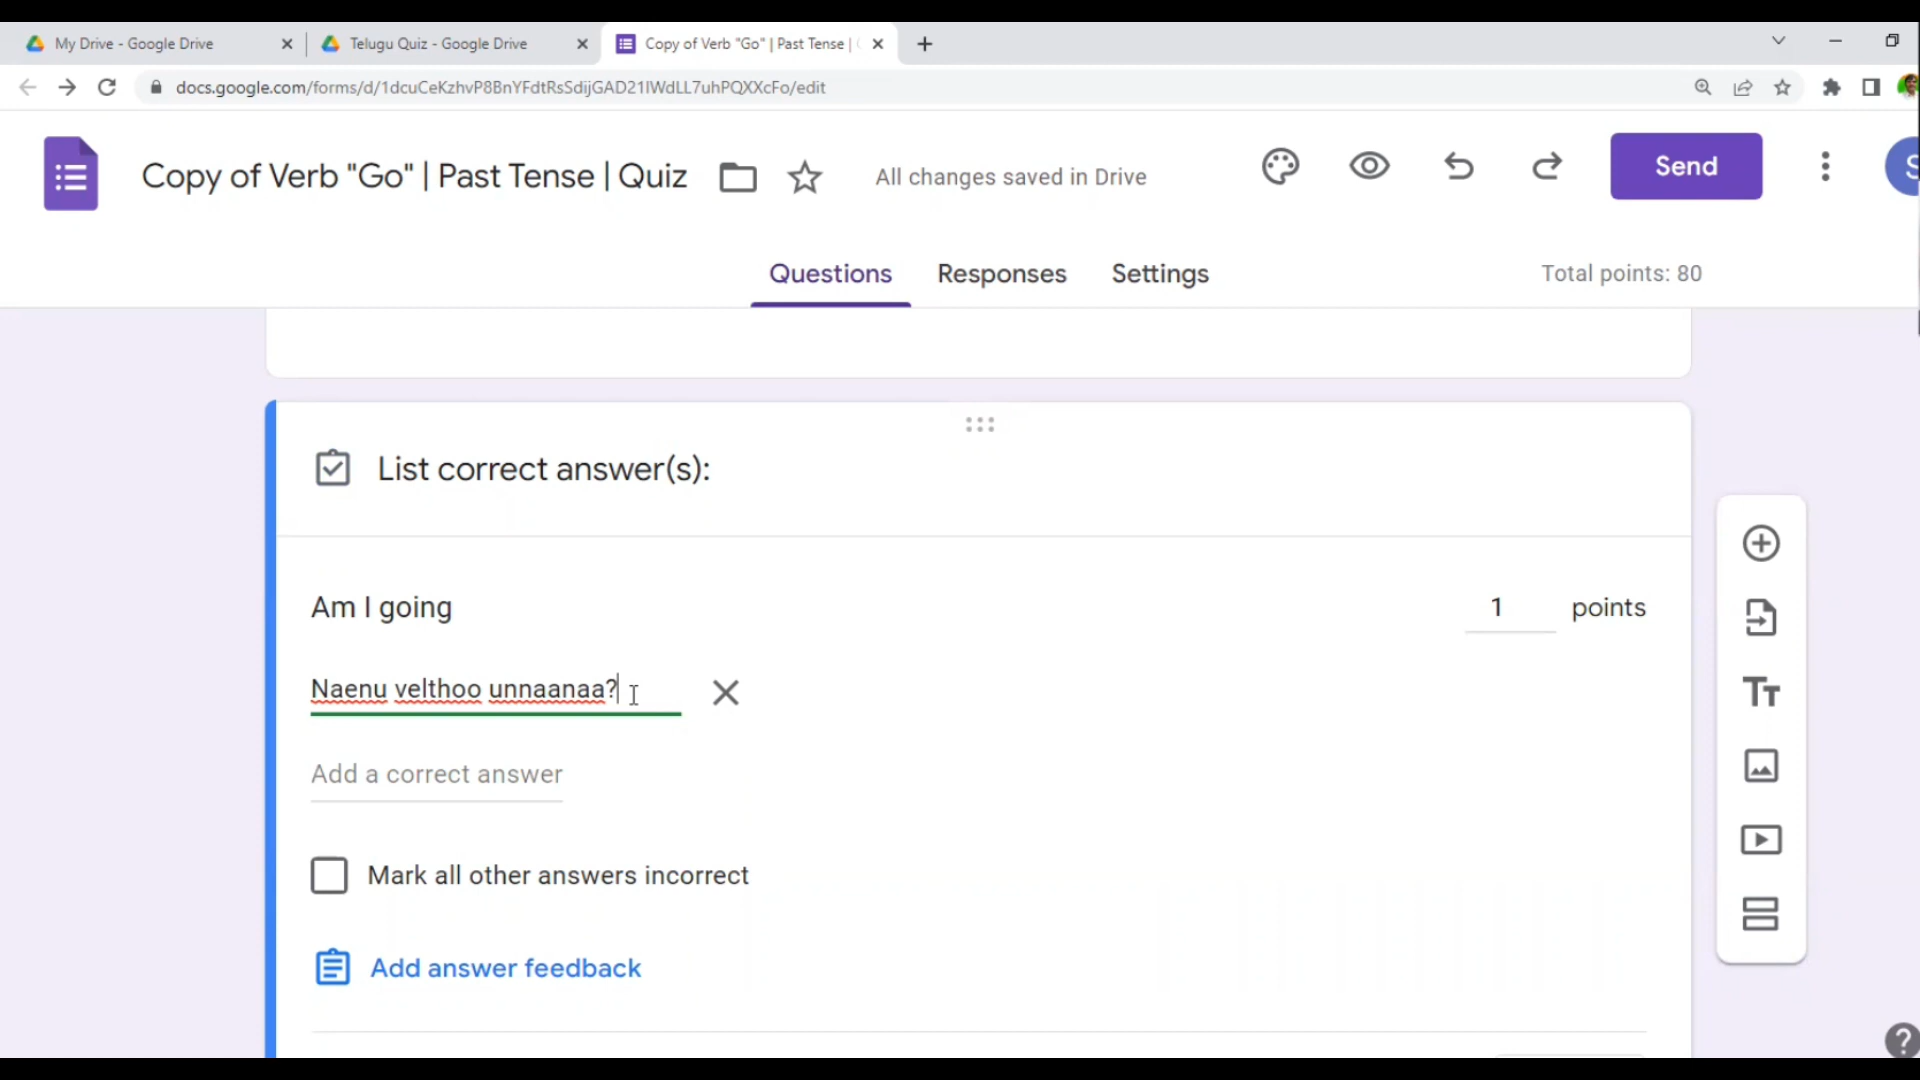 My Drive - Google Drive
Telugu Quiz - Google Drive
Copy of Verb "Go" | Past Tense |
docs.google.com/forms/d/1dcuCeKzhvP8BnYFdtRsSdijGAD21lWdLL7uhPQXXcFo/edit
Copy of Verb "Go" | Past Tense | Quiz
All changes saved in Drive
Send
S
Questions
Responses
Settings
Total points: 80
List correct answer(s):
Am I going
1 points
Naenu velthoo unnaanaa?
Add a correct answer
Mark all other answers incorrect
Add answer feedback